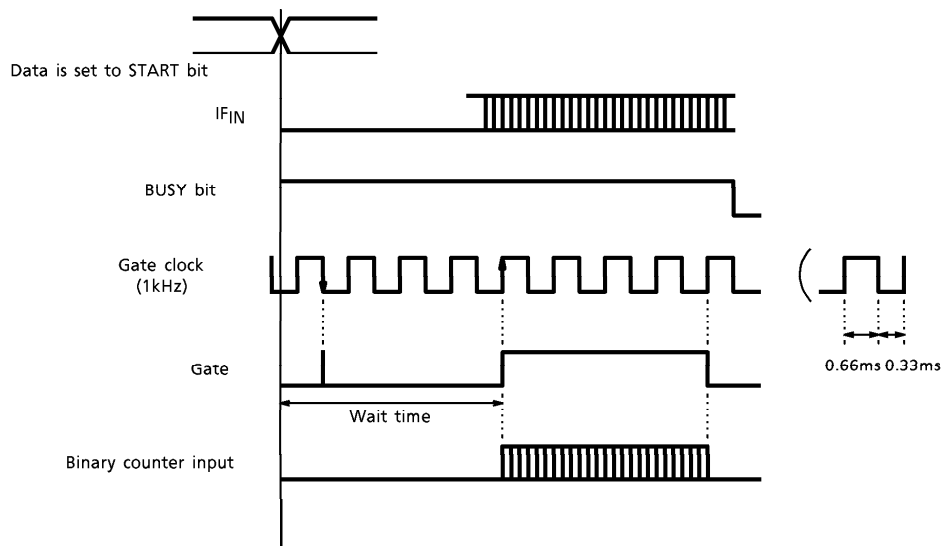 Data is set to START bit
IFIN
BUSY bit
Gate clock
(1kHz)
0.66ms 0.33ms
Gate
Wait time
Binary counter input